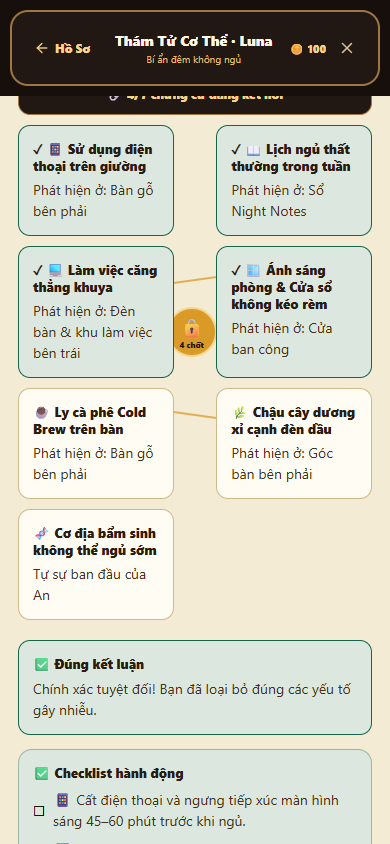 ← Hồ Sơ
Thám Tử Cơ Thể · Luna
Bí ẩn đêm không ngủ
100 ×
✓ Sử dụng điện
thoại trên giường
Phát hiện ở: Bàn gỗ
bên phải
✓ Lịch ngủ thất
thường trong tuần
Phát hiện ở: Sổ
Night Notes
✓ Làm việc căng
thẳng khuya
Phát hiện ở: Đèn
bàn & khu làm việc
bên trái
✓ Ánh sáng
phòng & Cửa sổ
không kéo rèm
Phát hiện ở: Cửa
ban công
4 chốt
Ly cà phê Cold
Brew trên bàn
Phát hiện ở: Bàn gỗ
bên phải
Chậu cây dương
xỉ cạnh đèn dầu
Phát hiện ở: Góc
bàn bên phải
Cơ địa bẩm sinh
không thể ngủ sớm
Tự sự ban đầu của
An
Đúng kết luận
Chính xác tuyệt đối! Bạn đã loại bỏ đúng các yếu tố
gây nhiễu.
Checklist hành động
Cất điện thoại và ngưng tiếp xúc màn hình
sáng 45–60 phút trước khi ngủ.